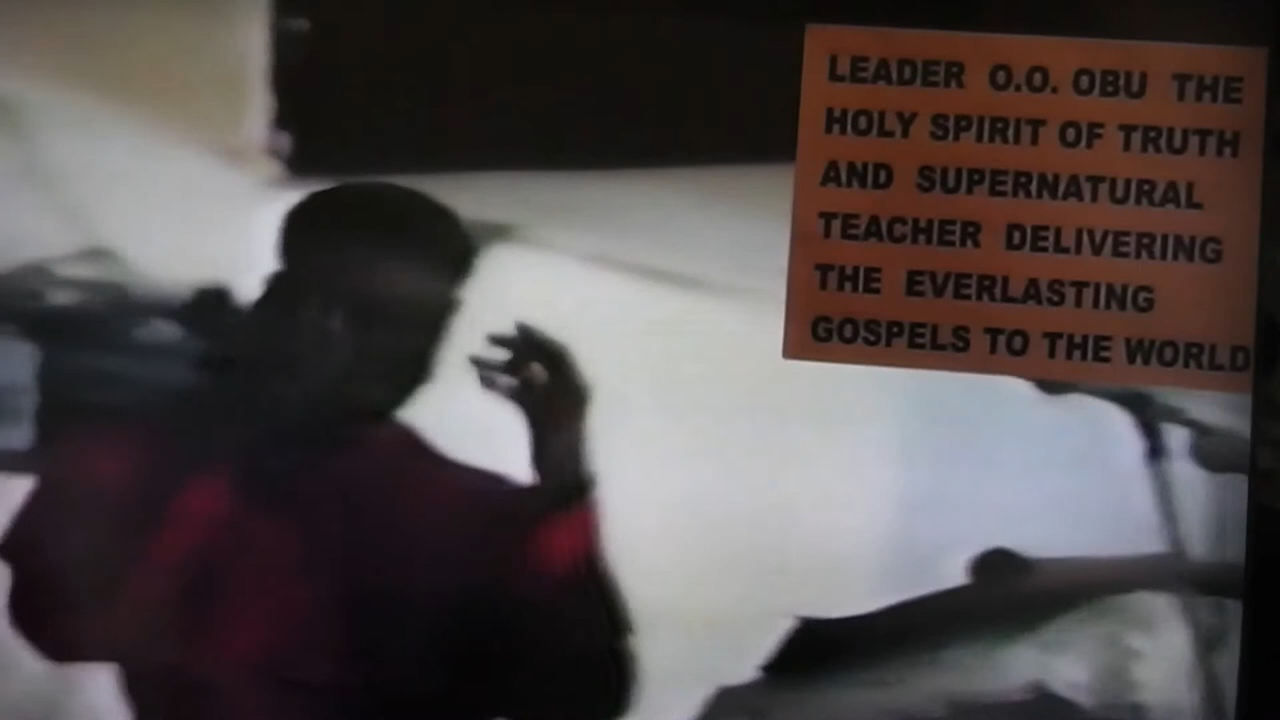 LEADER O.O. OBU THE
HOLY SPIRIT OF TRUTH
AND SUPERNATURAL
TEACHER DELIVERING
THE EVERLASTING
GOSPELS TO THE WORLD